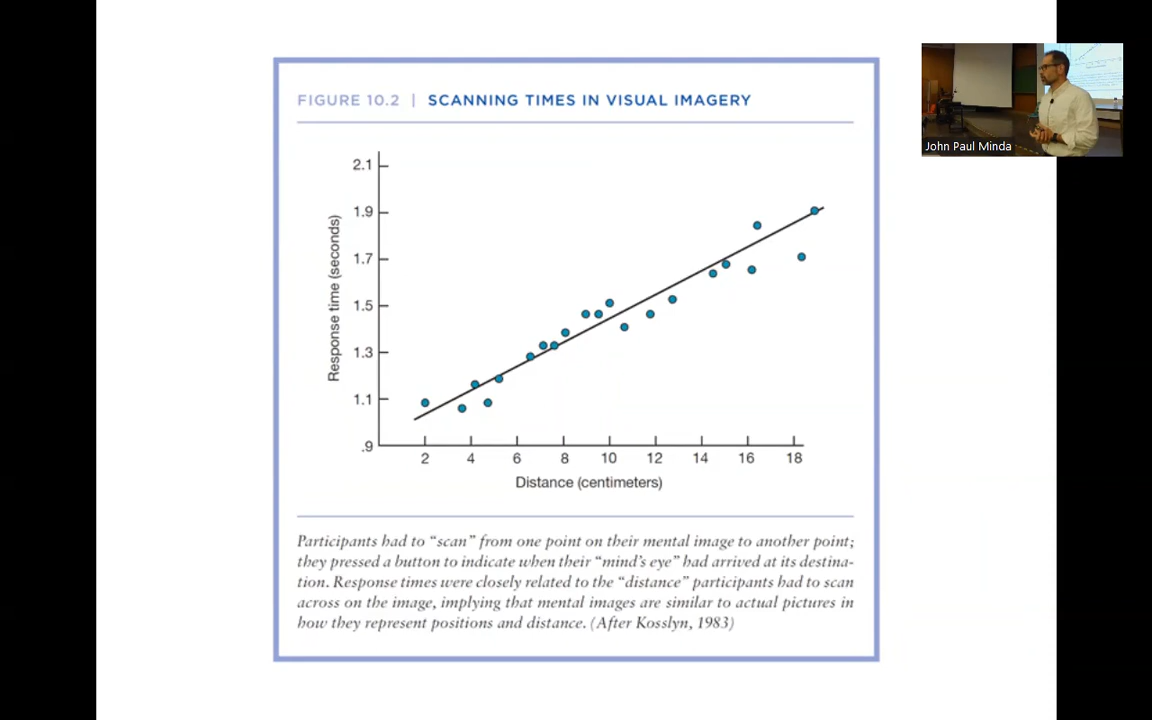 FIGURE 10.2 | SCANNING TIMES IN VISUAL IMAGERY
John Paul Minda
2.1
1.9
1.7
1.5
1.3
1.1
.9
Response time (seconds)
2 4 6 8 10 12 14 16 18
Distance (centimeters)
Participants had to “scan” from one point on their mental image to another point;
they pressed a button to indicate when their “mind’s eye” had arrived at its destina-
tion. Response times were closely related to the “distance” participants had to scan
across on the image, implying that mental images are similar to actual pictures in
how they represent positions and distance. (After Kosslyn, 1983)